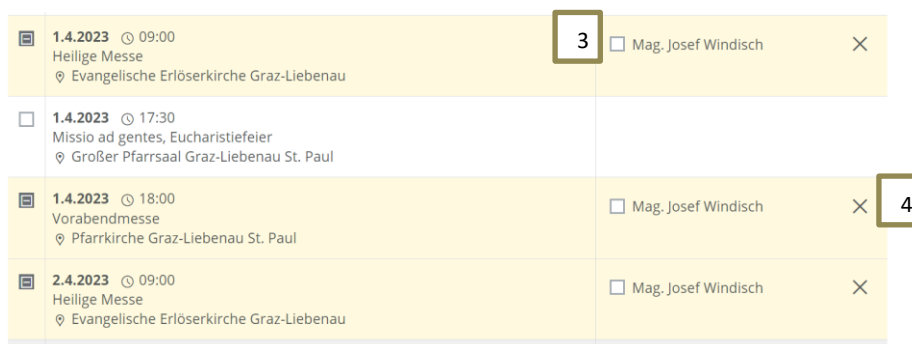 1.4.2023 09:00
Heilige Messe
Evangelische Erlöserkirche Graz-Liebenau
3
Mag. Josef Windisch
1.4.2023 17:30
Missio ad gentes, Eucharistiefeier
Großer Pfarrsaal Graz-Liebenau St. Paul
1.4.2023 18:00
Vorabendmesse
Pfarrkirche Graz-Liebenau St. Paul
Mag. Josef Windisch
4
2.4.2023 09:00
Heilige Messe
Evangelische Erlöserkirche Graz-Liebenau
Mag. Josef Windisch